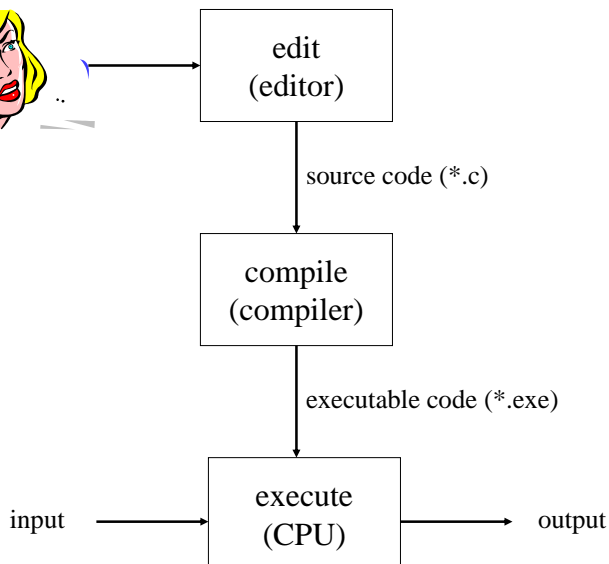 edit
(editor)
source code (*.c)
compile
(compiler)
executable code (*.exe)
execute
(CPU)
input
output